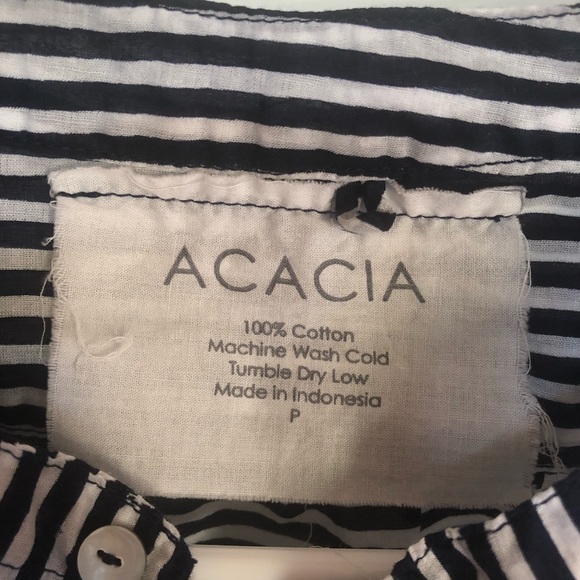 ACACIA
100% Cotton
Machine Wash Cold
Tumble Dry Low
Made in Indonesia
P